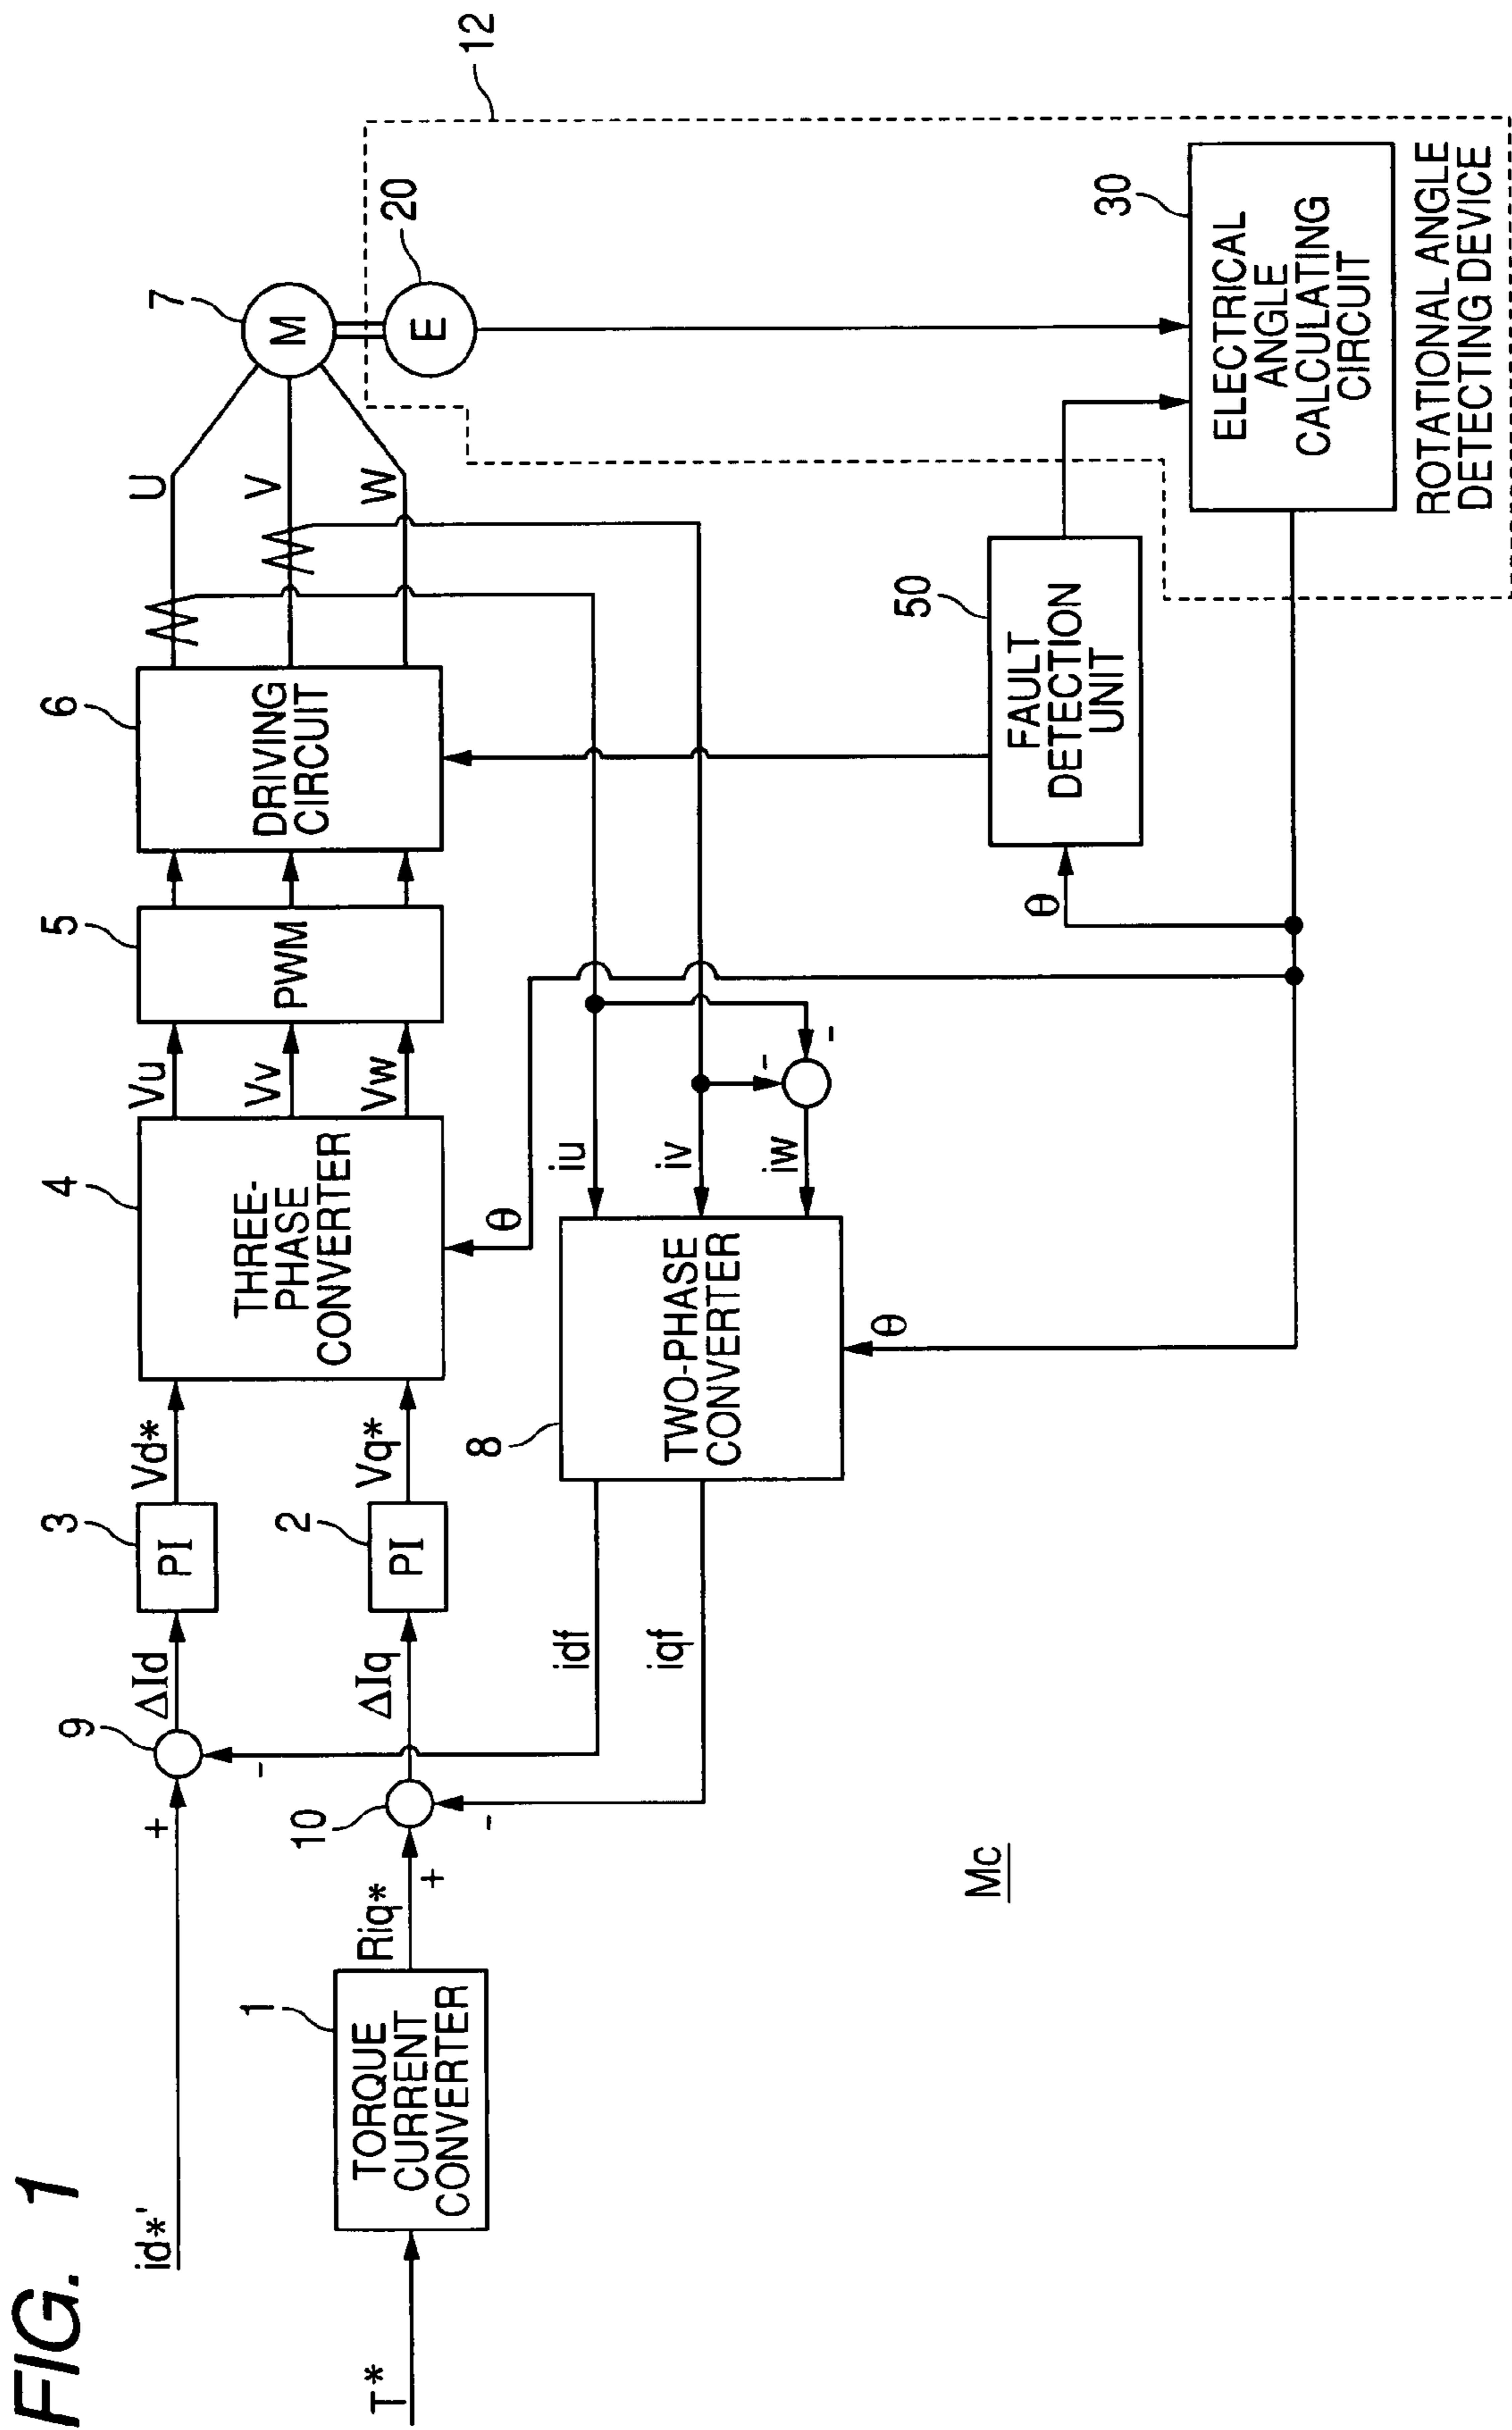 FIG. 1
id*'
+
-
9
ΔId
3
PI
Vd*
T*
1
TORQUE
CURRENT
CONVERTER
Riq*
+
-
10
ΔIq
2
PI
Vq*
4
THREE-
PHASE
CONVERTER
θ
Vu
Vv
Vw
5
PWM
6
DRIVING
CIRCUIT
U
V
W
7
M
20
E
12
idf
iqf
8
TWO-PHASE
CONVERTER
θ
iu
iv
iw
-
-
θ
50
FAULT
DETECTION
UNIT
30
ELECTRICAL
ANGLE
CALCULATING
CIRCUIT
ROTATIONAL ANGLE
DETECTING DEVICE
Mc